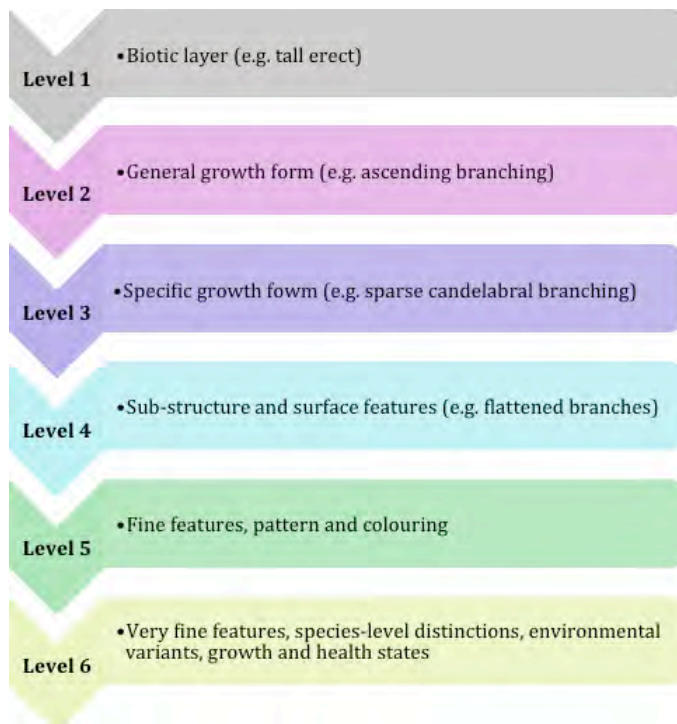 Level 1
•Biotic layer (e.g. tall erect)
Level 2
•General growth form (e.g. ascending branching)
Level 3
•Specific growth fowm (e.g. sparse candelabral branching)
Level 4
•Sub-structure and surface features (e.g. flattened branches)
Level 5
•Fine features, pattern and colouring
Level 6
•Very fine features, species-level distinctions, environmental
variants, growth and health states